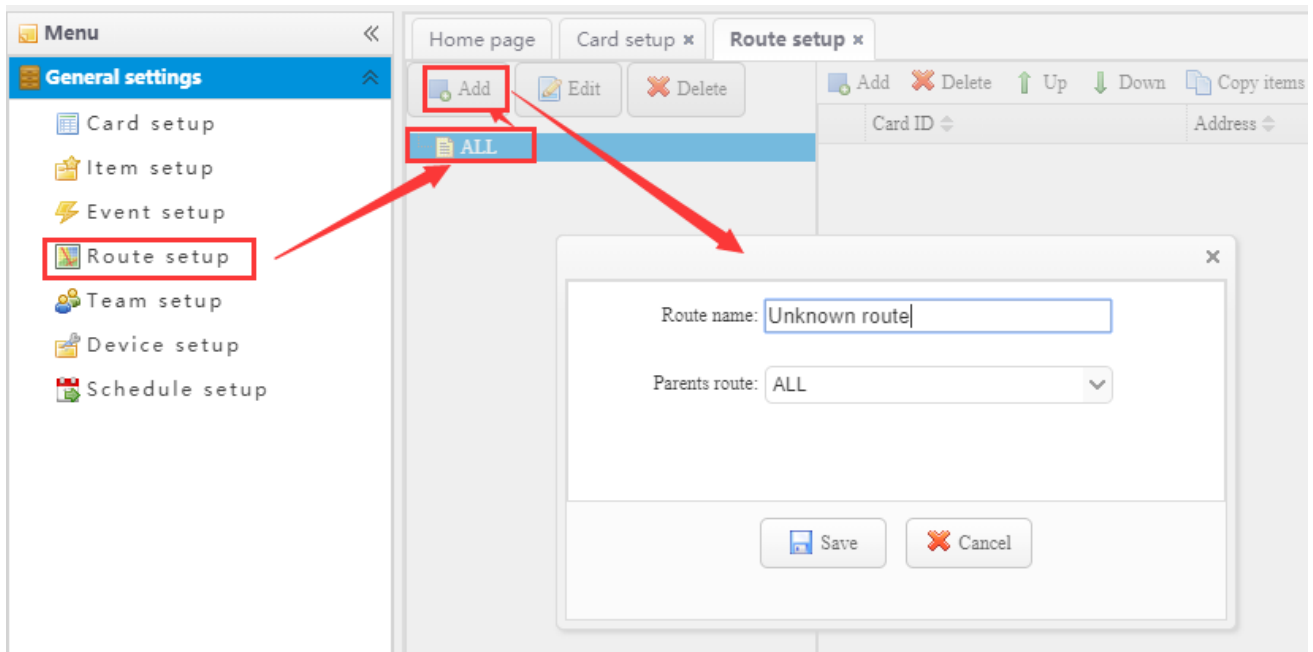 Menu
General settings
Card setup
Item setup
Event setup
Route setup
Team setup
Device setup
Schedule setup
Home page Card setup × Route setup ×
Add Edit Delete
ALL
Add Delete Up Down Copy items
Card ID Address
Route name: Unknown route
Parents route: ALL
Save Cancel